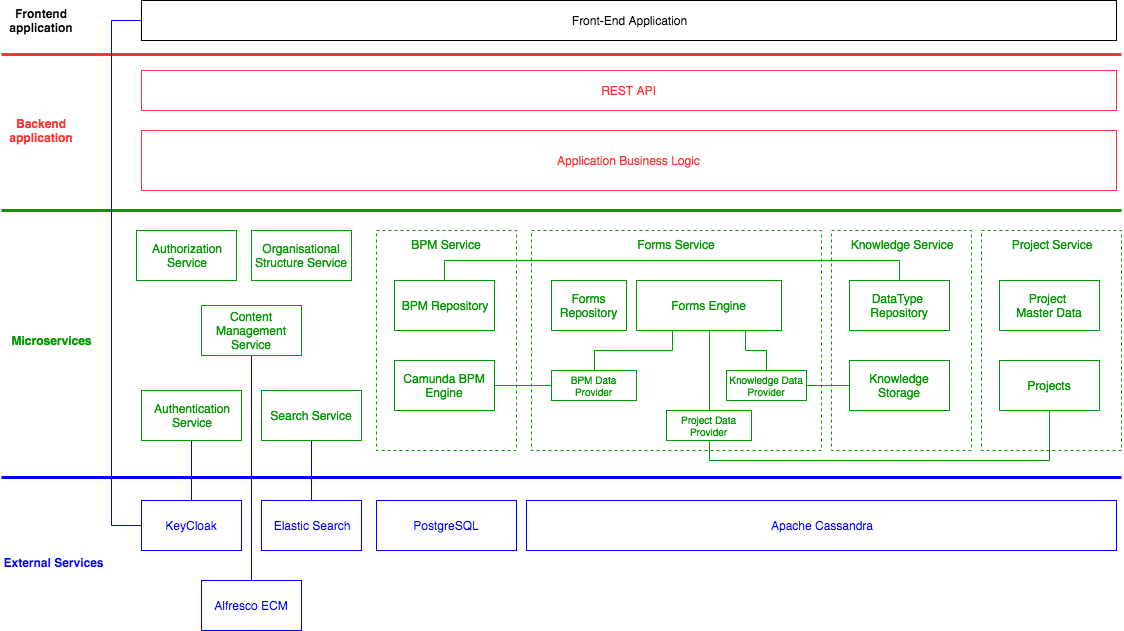 Frontend
application
Front-End Application
Backend
application
REST API
Application Business Logic
Microservices
Authorization
Service
Organisational
Structure Service
Content
Management
Service
Authentication
Service
Search Service
BPM Service
BPM Repository
Camunda BPM
Engine
Forms Service
Forms
Repository
Forms Engine
BPM Data
Provider
Knowledge Data
Provider
Project Data
Provider
Knowledge Service
DataType
Repository
Knowledge
Storage
Project Service
Project
Master Data
Projects
External Services
KeyCloak
Elastic Search
PostgreSQL
Apache Cassandra
Alfresco ECM